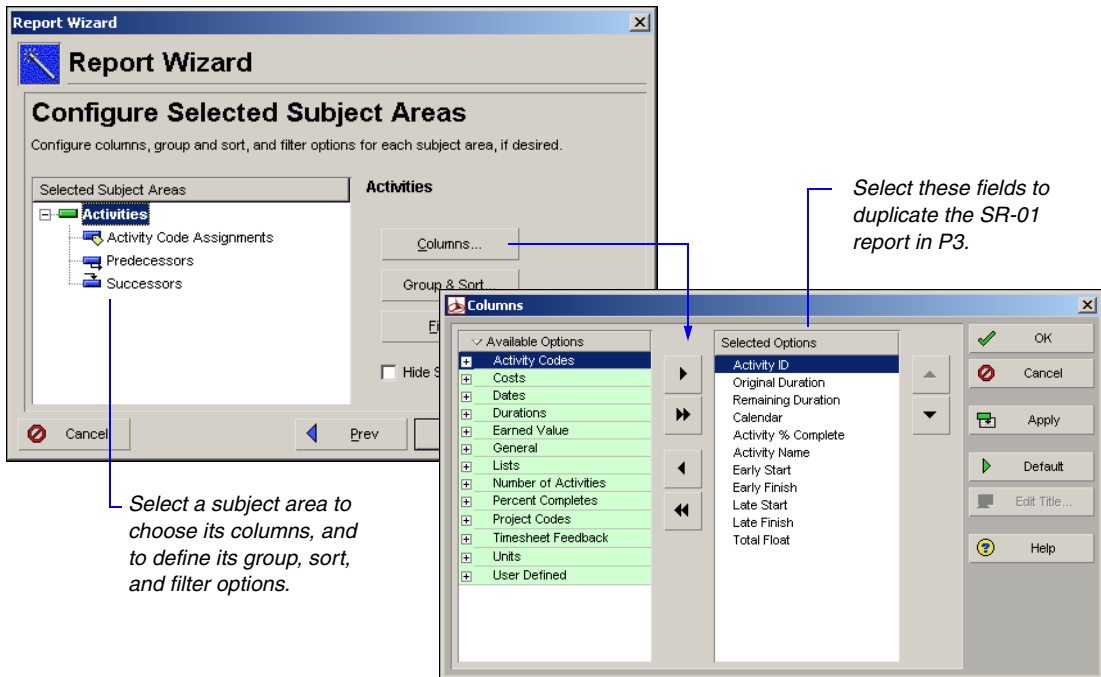 Report Wizard
Report Wizard
Configure Selected Subject Areas
Configure columns, group and sort, and filter options for each subject area, if desired.
Selected Subject Areas
Activities
Activity Code Assignments
Predecessors
Successors
Activities
Columns...
Group & Sort...
Hide
Cancel
Prev
Select a subject area to
choose its columns, and
to define its group, sort,
and filter options.
Select these fields to
duplicate the SR-01
report in P3.
Columns
Available Options
Activity Codes
Costs
Dates
Durations
Earned Value
General
Lists
Number of Activities
Percent Completes
Project Codes
Timesheet Feedback
Units
User Defined
Selected Options
Activity ID
Original Duration
Remaining Duration
Calendar
Activity % Complete
Activity Name
Early Start
Early Finish
Late Start
Late Finish
Total Float
OK
Cancel
Apply
Default
Edit Title...
Help